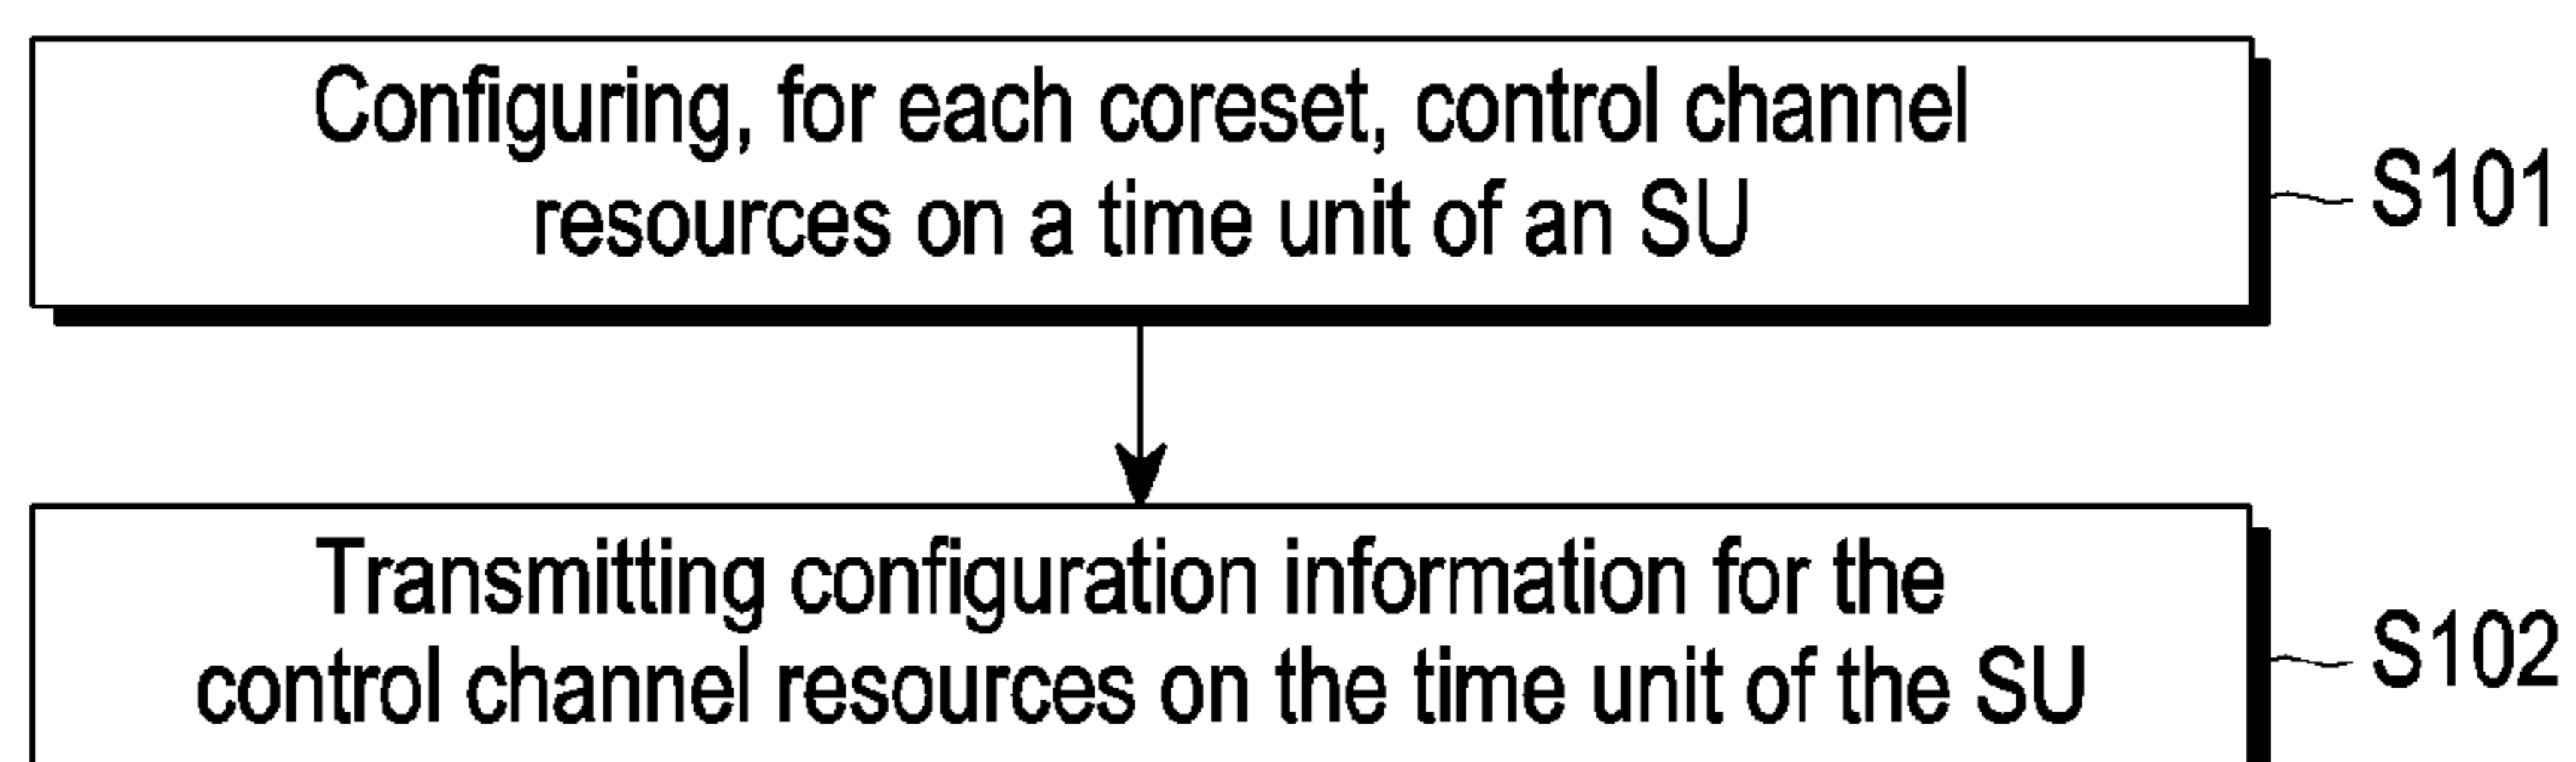 Configuring, for each coreset, control channel
resources on a time unit of an SU
S101
Transmitting configuration information for the
control channel resources on the time unit of the SU
S102